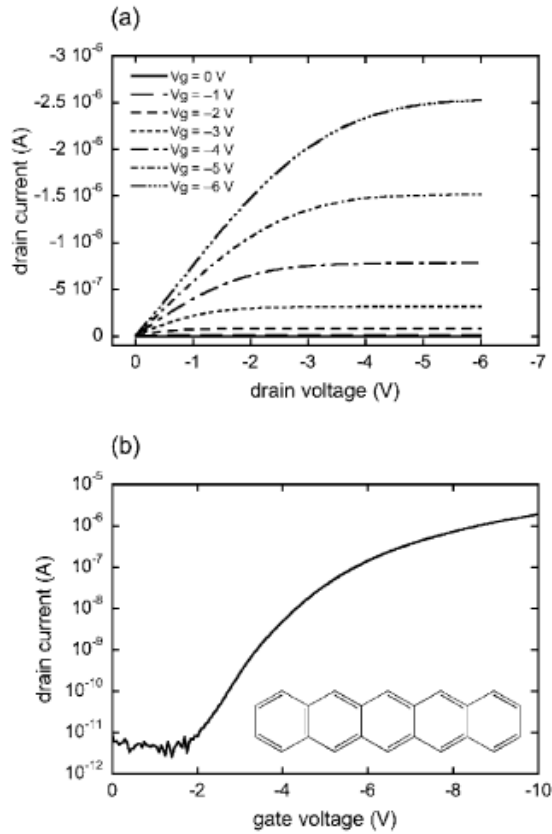 (a)
-3 10⁻⁶
-2.5 10⁻⁶
-2 10⁻⁶
-1.5 10⁻⁶
-1 10⁻⁶
-5 10⁻⁷
0
drain current (A)
Vg = 0 V
Vg = –1 V
Vg = –2 V
Vg = –3 V
Vg = –4 V
Vg = –5 V
Vg = –6 V
0 -1 -2 -3 -4 -5 -6 -7
drain voltage (V)
(b)
10⁻⁵
10⁻⁶
10⁻⁷
10⁻⁸
10⁻⁹
10⁻¹⁰
10⁻¹¹
10⁻¹²
drain current (A)
0 -2 -4 -6 -8 -10
gate voltage (V)